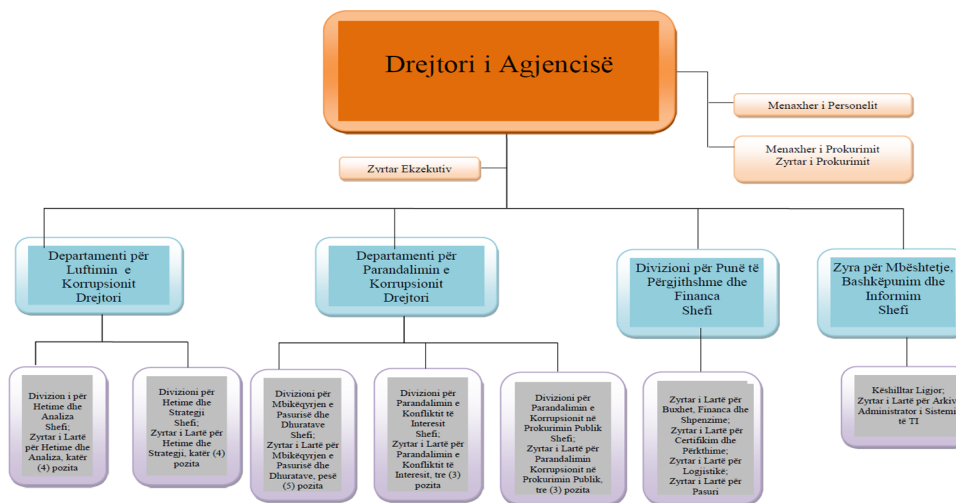 Drejtori i Agjencisë
Menaxher i Personelit
Menaxher i Prokurimit
Zyrtar i Prokurimit
Zyrtar Ekzekutiv
Departamenti për
Luftimin e
Korrupsionit
Drejtori
Departamenti për
Parandalimin e
Korrupsionit
Drejtori
Divizioni për Punë të
Përgjithshme dhe
Financa
Shefi
Zyra për Mbështetje,
Bashkëpunim dhe
Informim
Shefi
Divizion i për
Hetime dhe
Analiza
Shefi;
Zyrtar i Lartë
për Hetime dhe
Analiza, katër
(4) pozita
Divizioni për
Hetime dhe
Strategji
Shefi;
Zyrtar i Lartë
për Hetime dhe
Strategji, katër (4)
pozita
Divizioni për
Mbikëqyrjen e
Pasurisë dhe
Dhuratave
Shefi;
Zyrtar i Lartë për
Mbikëqyrjen e
Pasurisë dhe
Dhuratave, pesë
(5) pozita
Divizioni për
Parandalimin e
Konfliktit të
Interesit
Shefi;
Zyrtar i Lartë për
Parandalimin e
Konfliktit të
Interesit, tre (3)
pozita
Divizioni për
Parandalimin e
Korrupsionit në
Prokurimin Publik
Shefi;
Zyrtar i Lartë për
Parandalimin
Korrupsionit në
Prokurimin Publik,
tre (3) pozita
Zyrtar i Lartë për
Buxhet, Financa dhe
Shpenzime;
Zyrtar i Lartë për
Certifikim dhe
Përkthime;
Zyrtar i Lartë për
Logjistikë;
Zyrtar i Lartë për
Pasuri
Këshilltar Ligjor;
Zyrtar i Lartë për Arkiv
Administrator i Sistemi
të TI